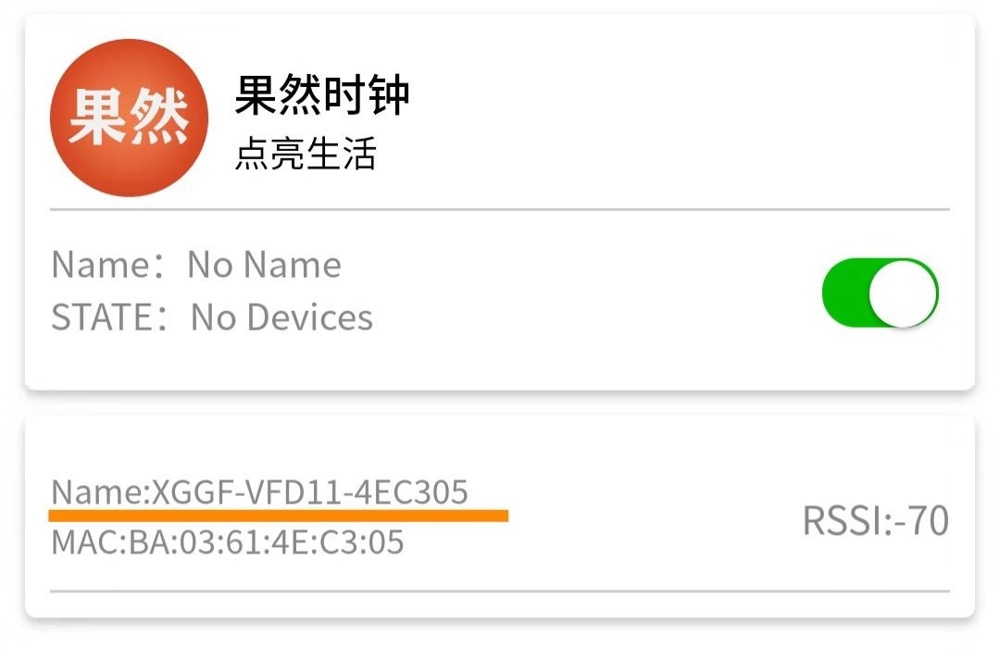 果然
果然时钟
点亮生活
Name：No Name
STATE：No Devices
Name:XGGF-VFD11-4EC305
MAC:BA:03:61:4E:C3:05
RSSI:-70